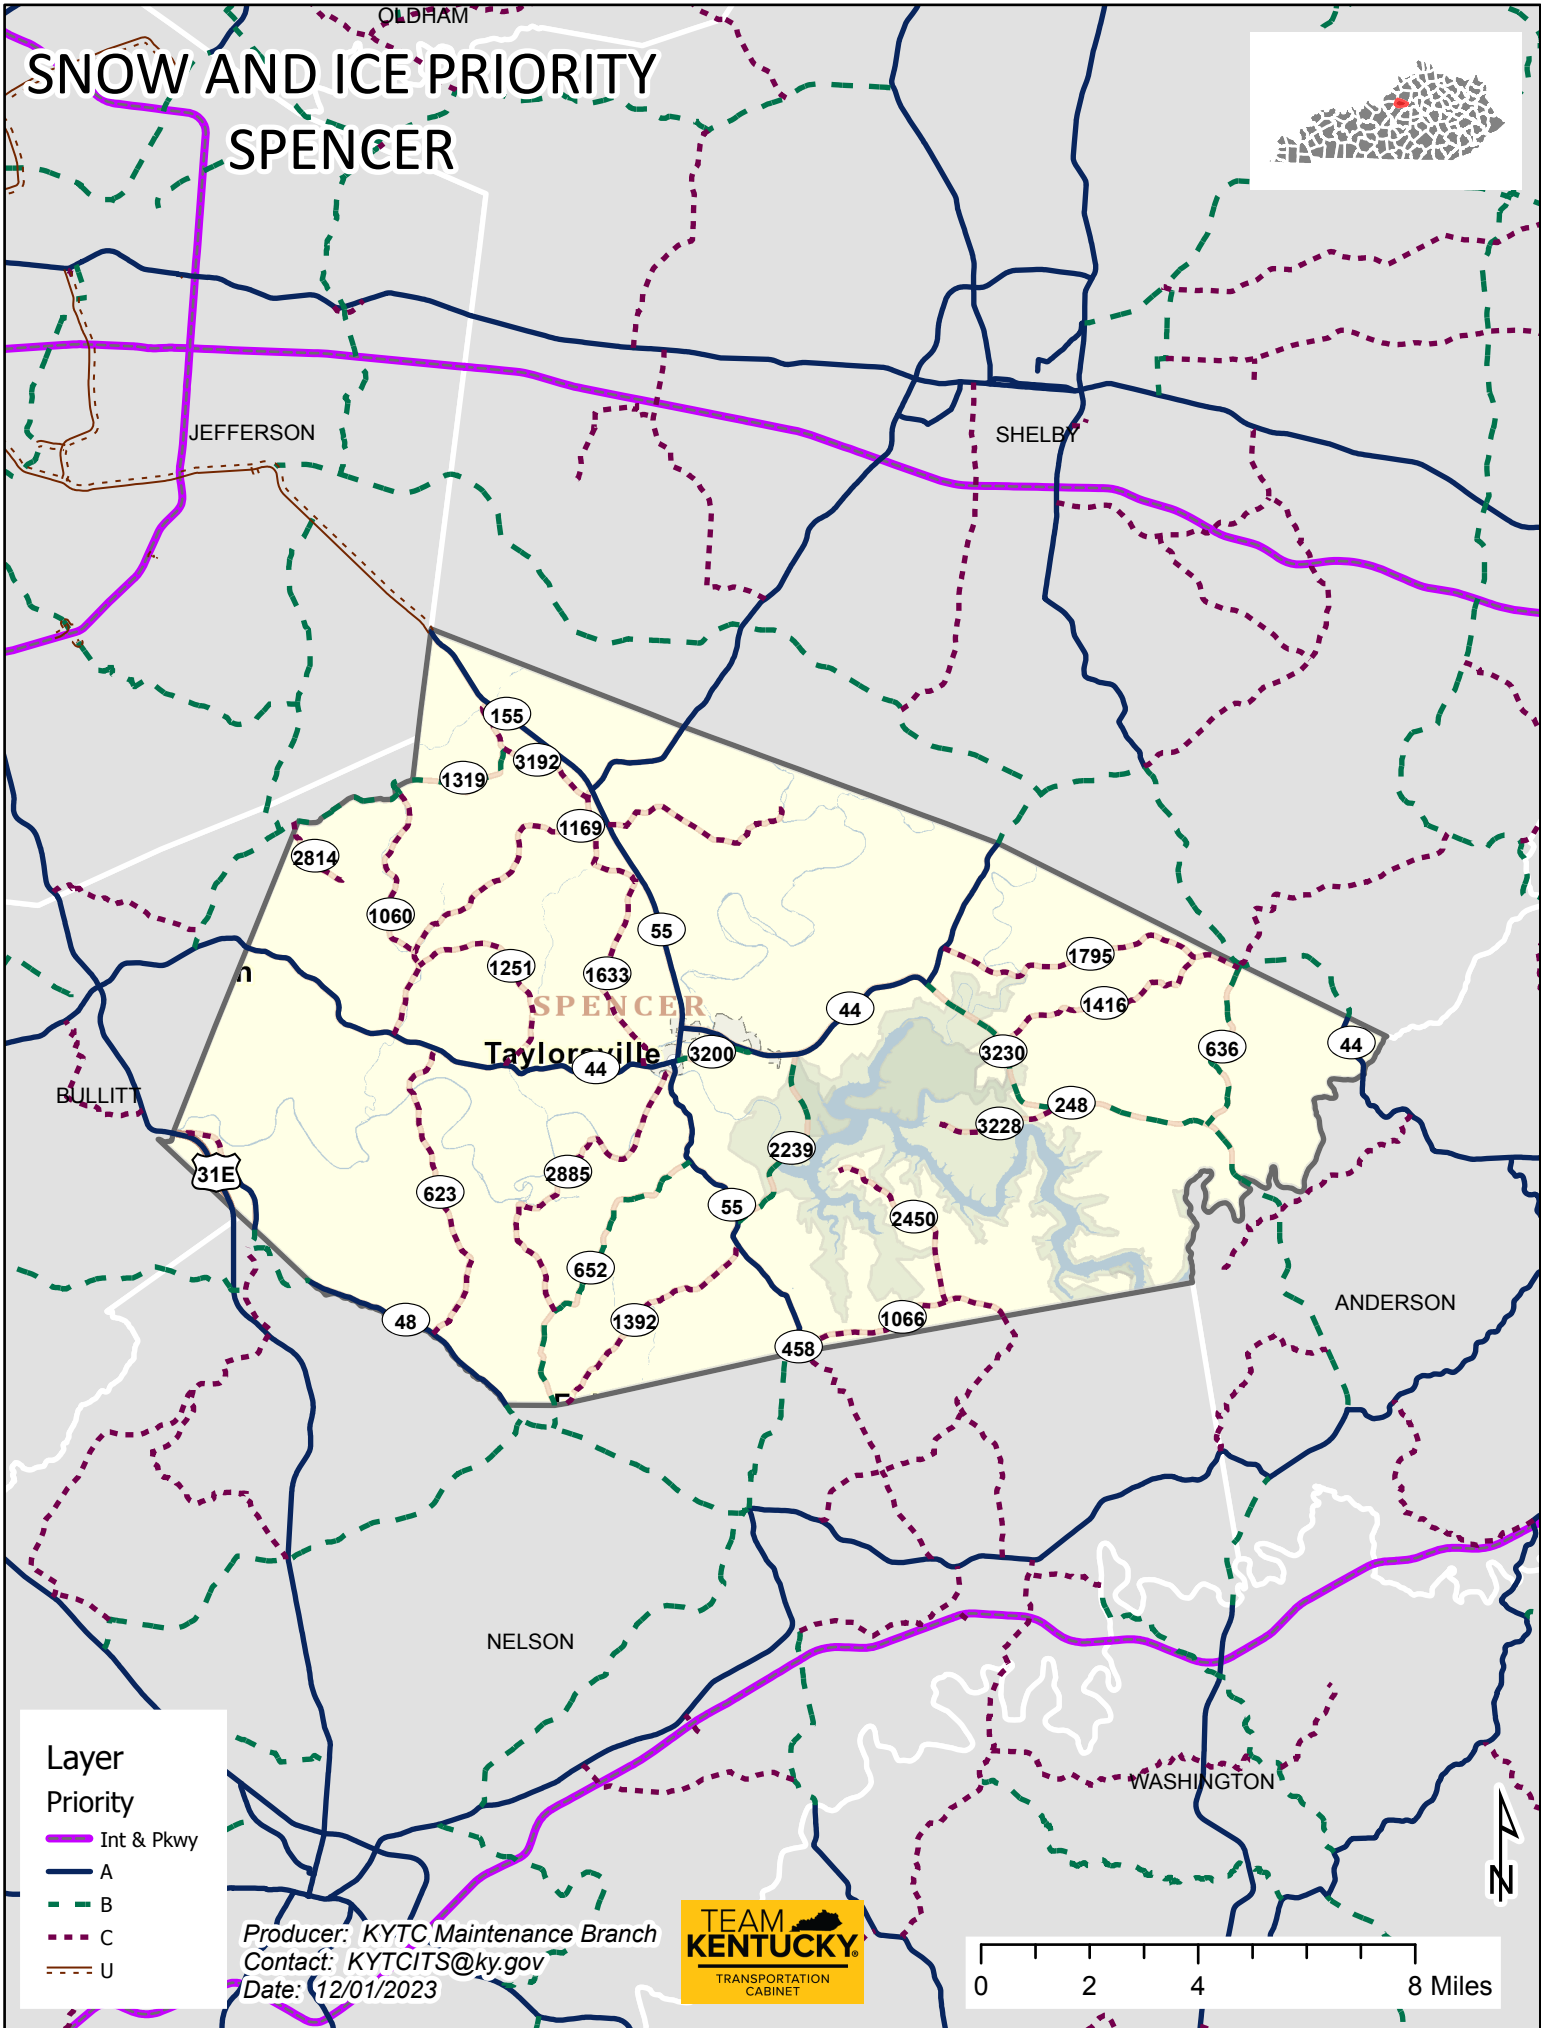 OLDHAM
SNOW AND ICE PRIORITY
SPENCER
JEFFERSON
SHELBY
155
3192
1319
1169
2814
1060
55
1251
1633
1795
SPENCER
1416
44
Taylorsville
3200
44
3230
636
44
BULLITT
248
3228
2239
31E
2885
623
55
2450
652
48
1392
1066
458
ANDERSON
NELSON
WASHINGTON
Layer
Priority
Int & Pkwy
A
B
C
U
Producer: KYTC Maintenance Branch
Contact: KYTCITS@ky.gov
Date: 12/01/2023
TEAM
KENTUCKY®
TRANSPORTATION
CABINET
0 2 4 8 Miles
N